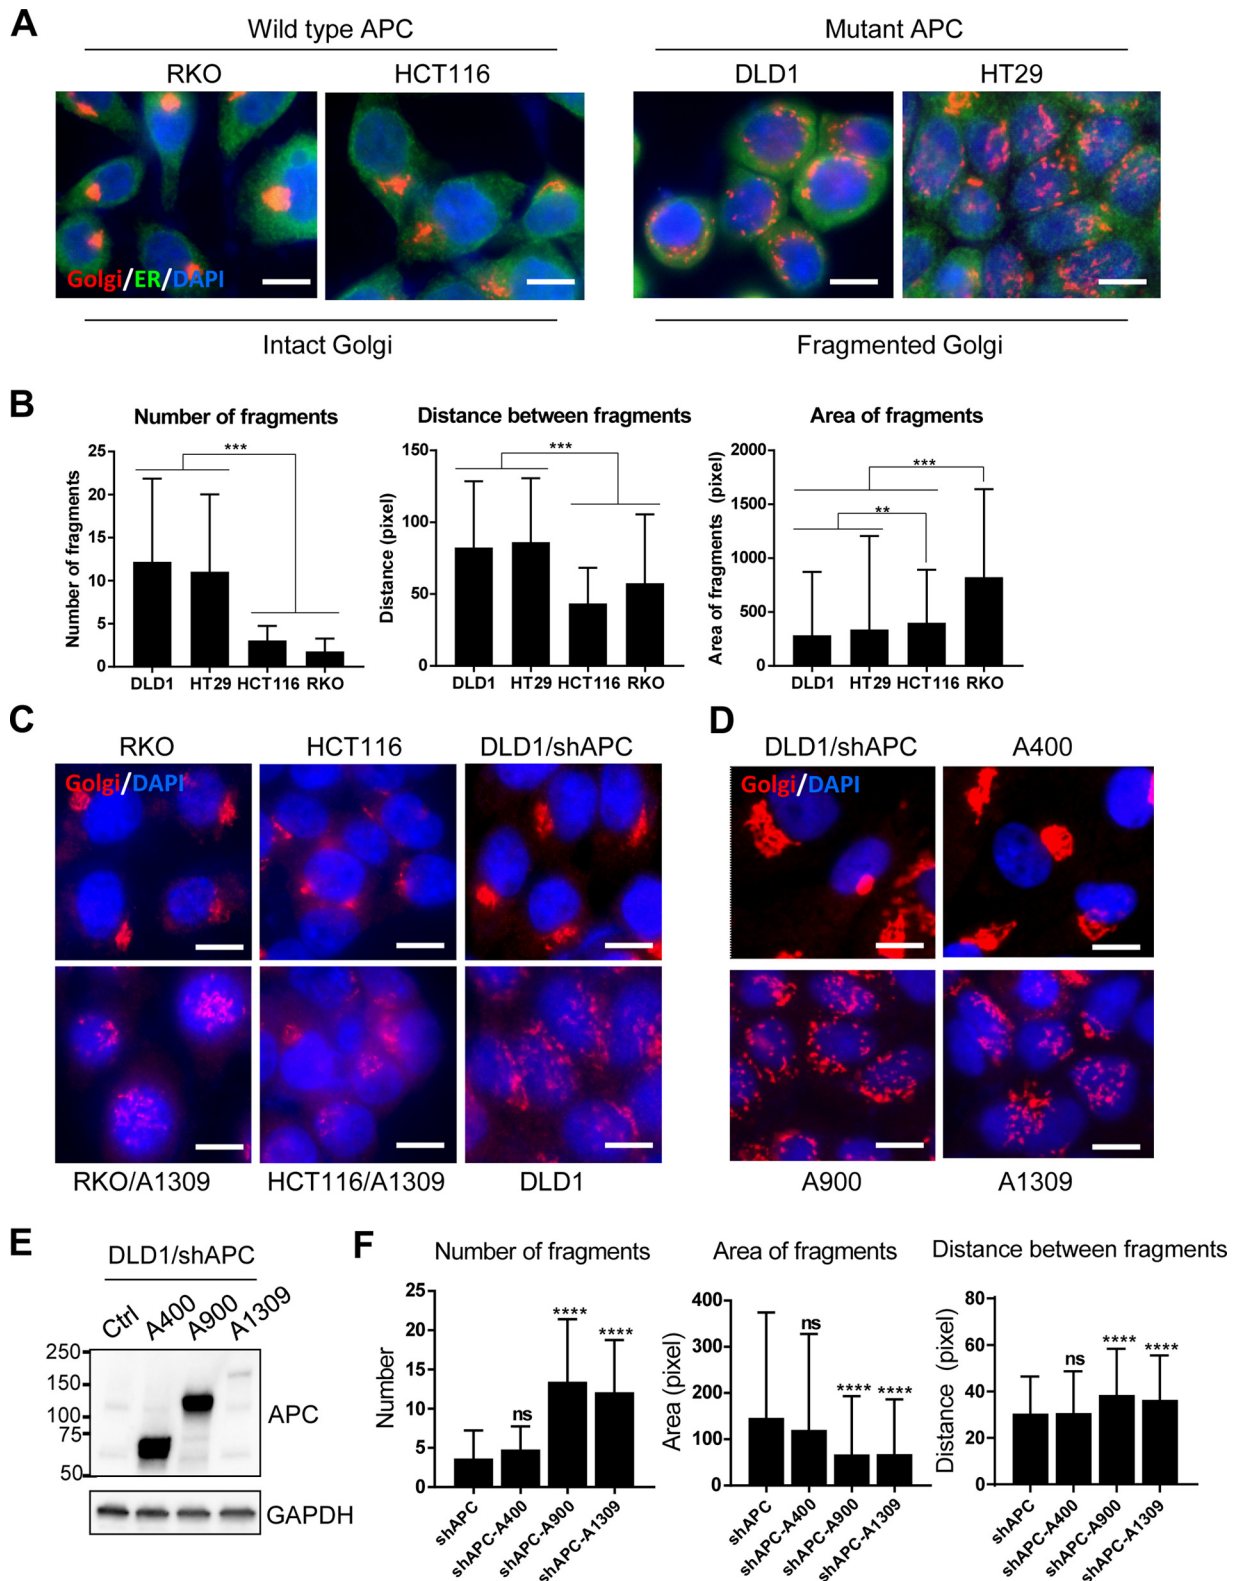 A
Wild type APC
Mutant APC
RKO
HCT116
DLD1
HT29
Golgi/ER/DAPI
Intact Golgi
Fragmented Golgi
B
Number of fragments
Number of fragments
25
20
15
10
5
0
***
DLD1
HT29
HCT116
RKO
Distance between fragments
Distance (pixel)
150
100
50
0
***
DLD1
HT29
HCT116
RKO
Area of fragments
Area of fragments (pixel)
2000
1500
1000
500
0
***
**
DLD1
HT29
HCT116
RKO
C
RKO
HCT116
DLD1/shAPC
Golgi/DAPI
RKO/A1309
HCT116/A1309
DLD1
D
DLD1/shAPC
A400
Golgi/DAPI
A900
A1309
E
DLD1/shAPC
Ctrl
A400
A900
A1309
250
150
100
75
50
APC
GAPDH
F
Number of fragments
Number
25
20
15
10
5
0
ns
****
****
shAPC
shAPC-A400
shAPC-A900
shAPC-A1309
Area of fragments
Area (pixel)
400
300
200
100
0
ns
****
****
shAPC
shAPC-A400
shAPC-A900
shAPC-A1309
Distance between fragments
Distance (pixel)
80
60
40
20
0
ns
****
****
shAPC
shAPC-A400
shAPC-A900
shAPC-A1309